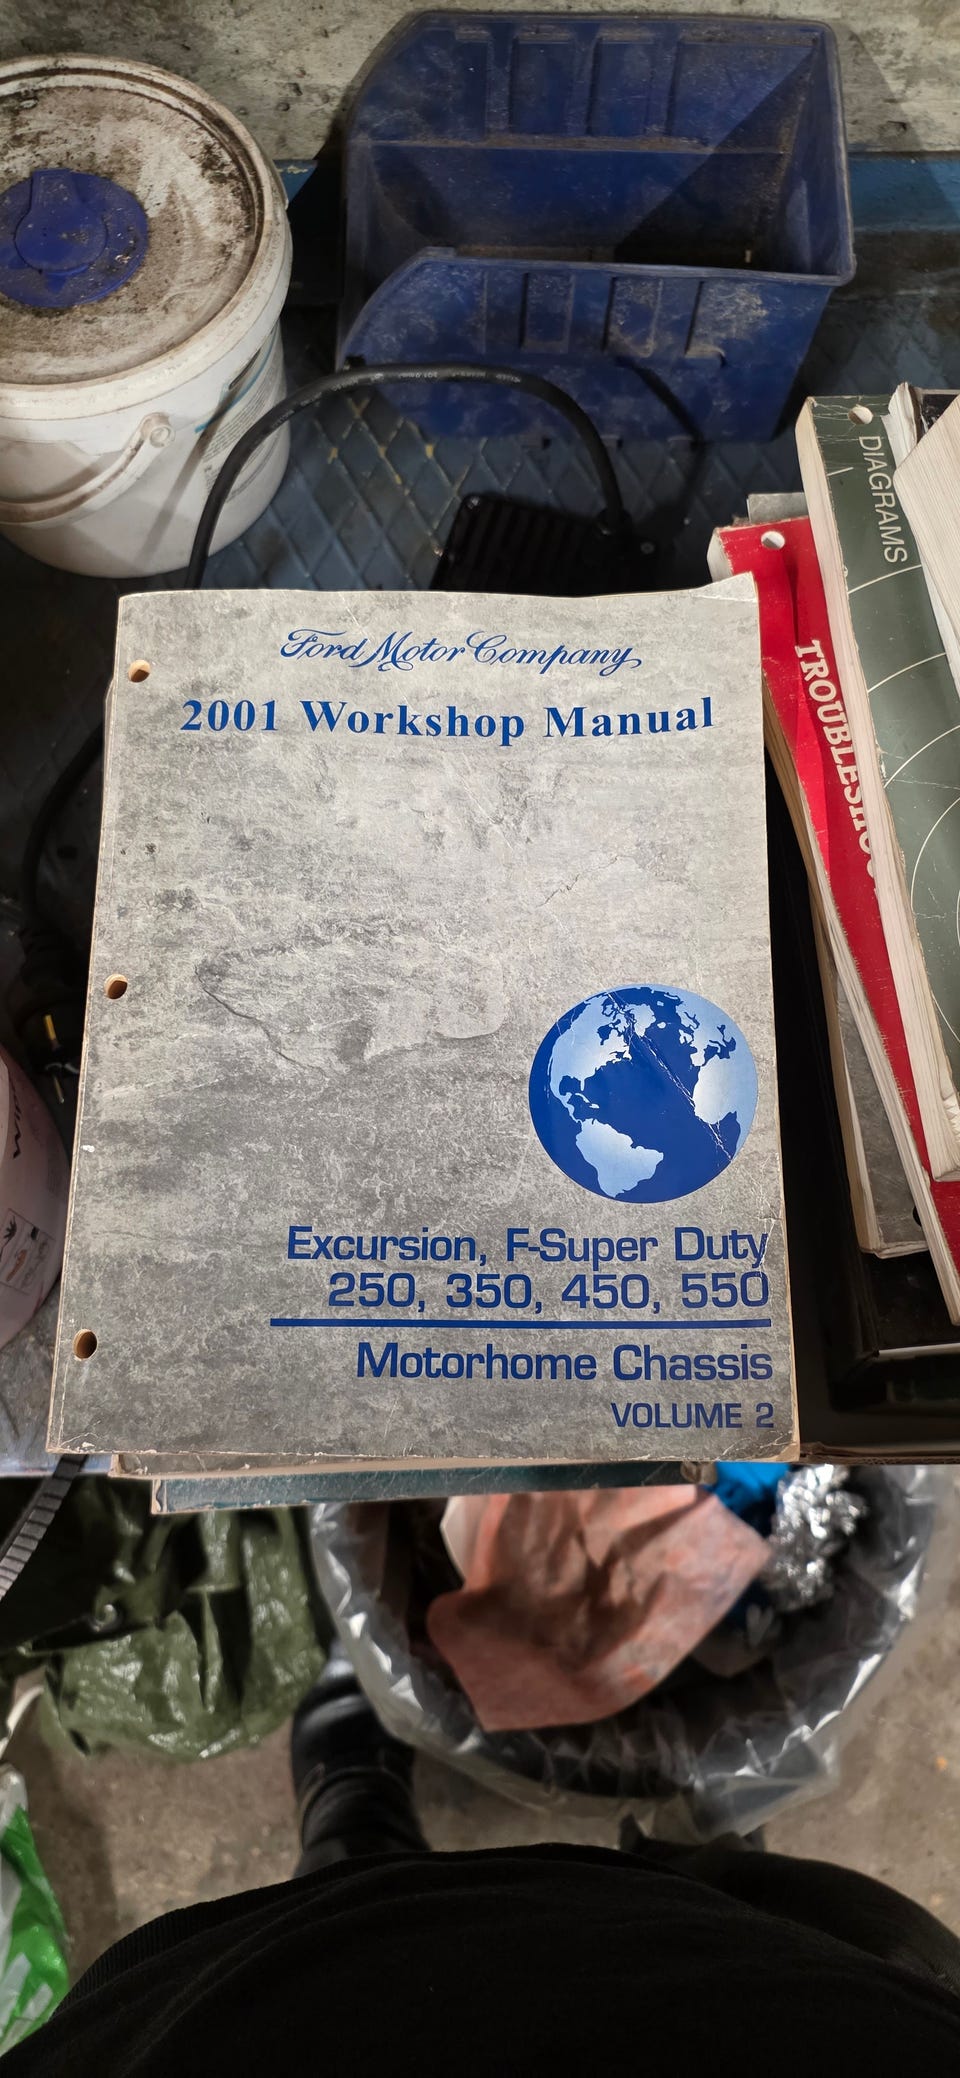 DIAGRAMS
Ford Motor Company
2001 Workshop Manual
Excursion, F-Super Duty
250, 350, 450, 550
Motorhome Chassis
VOLUME 2